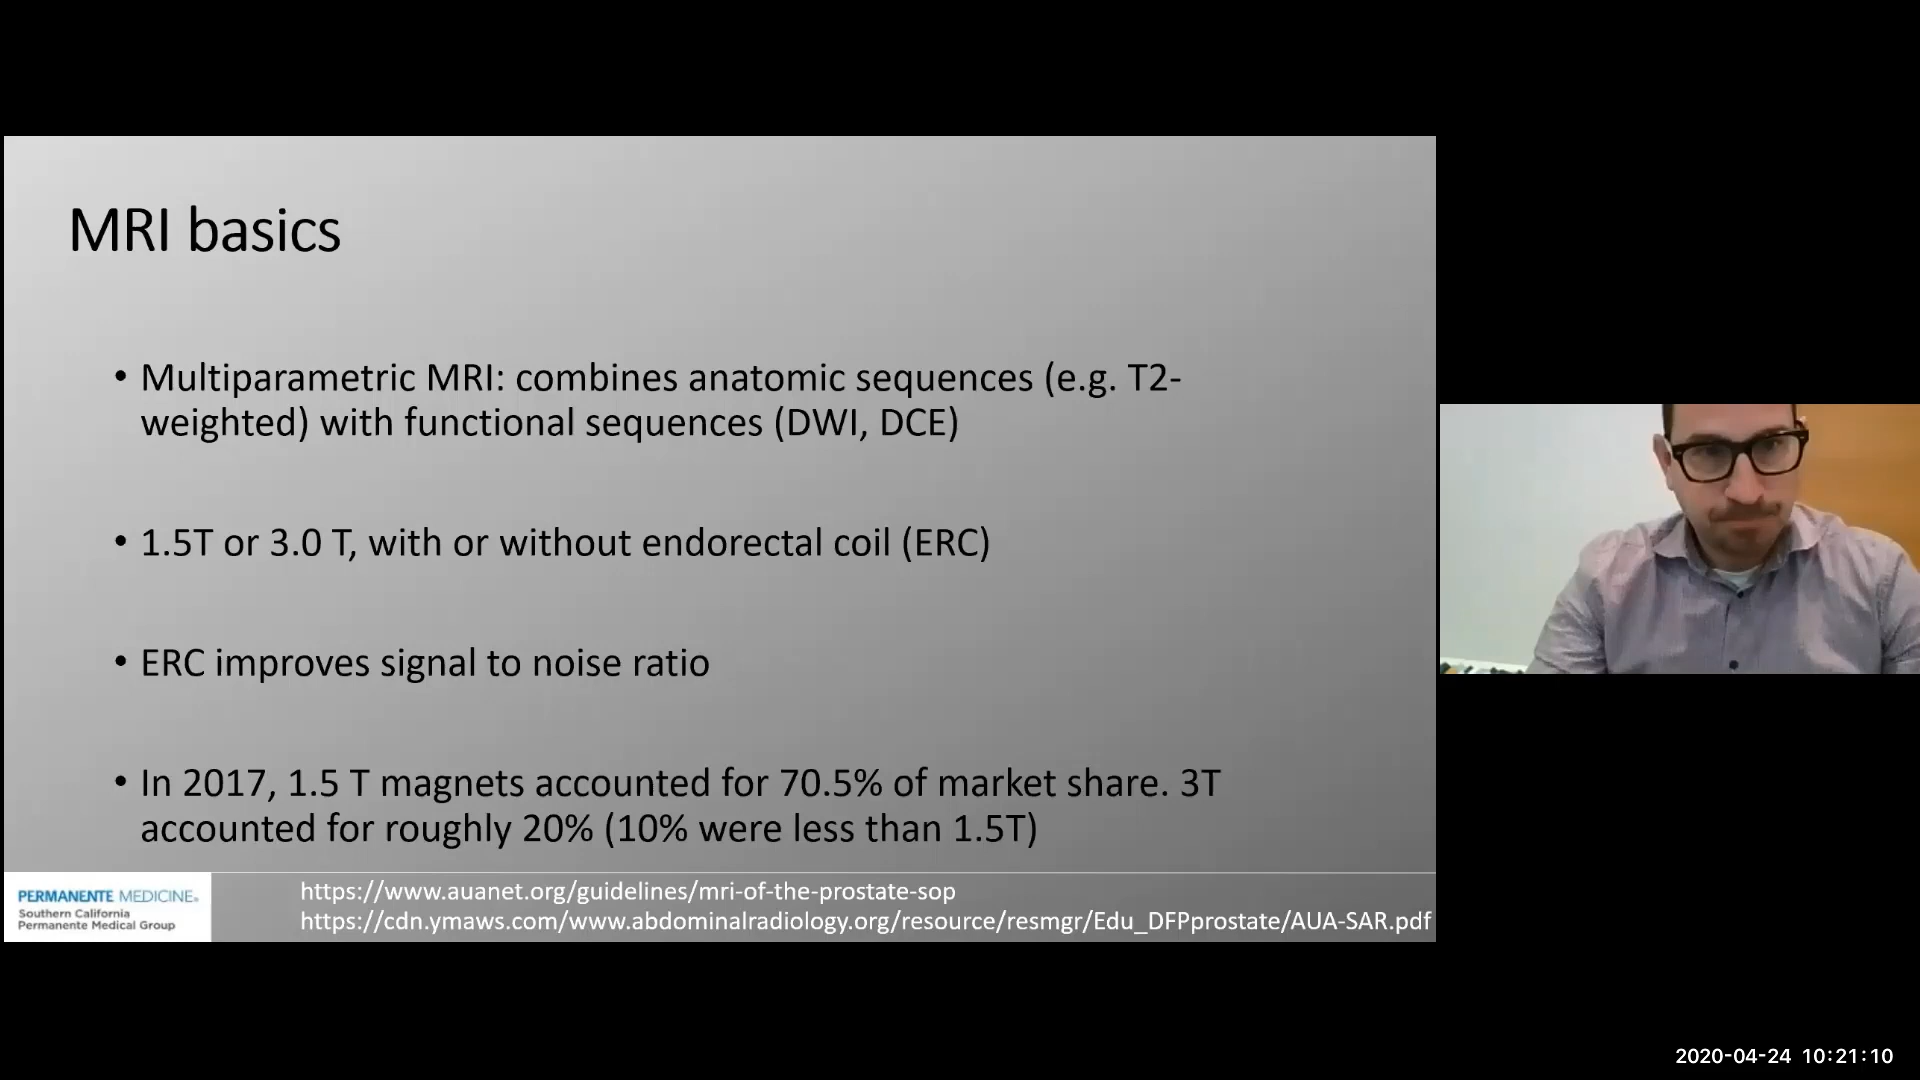 MRI basics
• Multiparametric MRI: combines anatomic sequences (e.g. T2-
weighted) with functional sequences (DWI, DCE)
• 1.5T or 3.0 T, with or without endorectal coil (ERC)
• ERC improves signal to noise ratio
• In 2017, 1.5 T magnets accounted for 70.5% of market share. 3T
accounted for roughly 20% (10% were less than 1.5T)
PERMANENTE MEDICINE®
Southern California
Permanente Medical Group
https://www.auanet.org/guidelines/mri-of-the-prostate-sop
https://cdn.ymaws.com/www.abdominalradiology.org/resource/resmgr/Edu_DFPprostate/AUA-SAR.pdf
2020-04-24 10:21:10